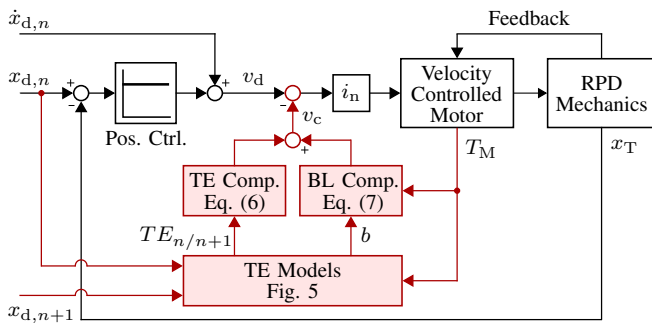 ẋd,n
Feedback
xd,n
+
-
Pos. Ctrl.
+
vd
-
in
Velocity
Controlled
Motor
RPD
Mechanics
vc
+
TM
xT
TE Comp.
Eq. (6)
BL Comp.
Eq. (7)
TEn/n+1
b
TE Models
Fig. 5
xd,n+1
-